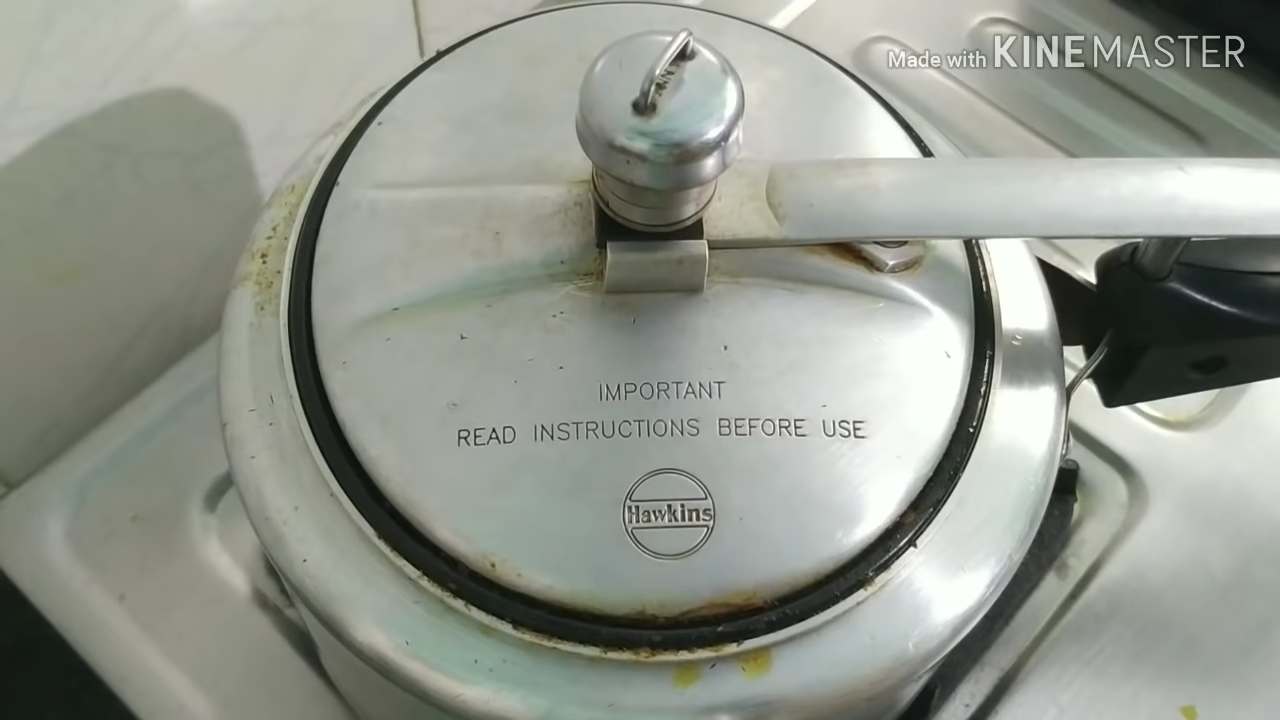 Made with KINEMASTER
IMPORTANT
READ INSTRUCTIONS BEFORE USE
Hawkins